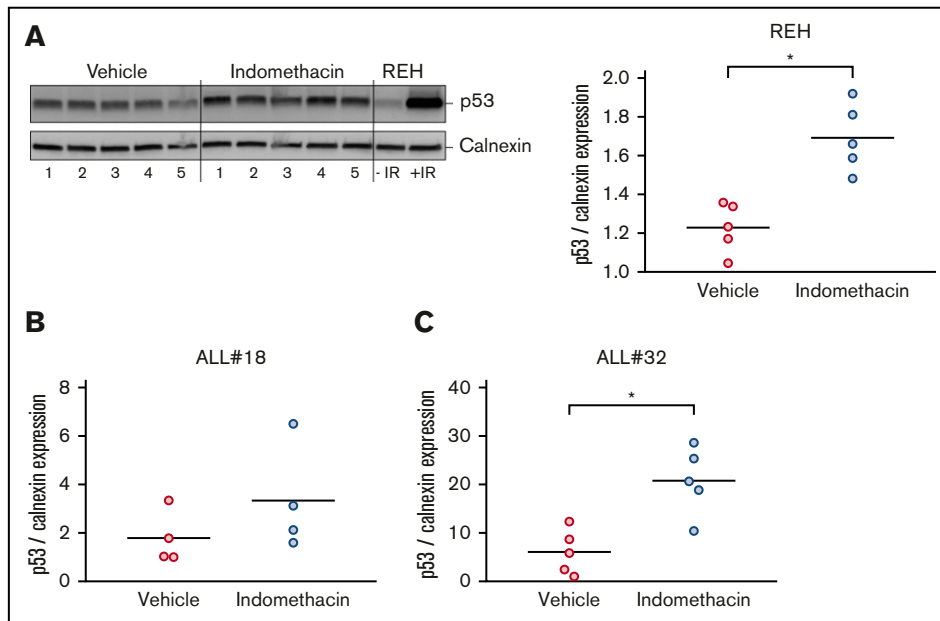 A
Vehicle Indomethacin REH
p53
Calnexin
1 2 3 4 5 1 2 3 4 5 - IR +IR
REH
*
p53 / calnexin expression
2.0
1.8
1.6
1.4
1.2
1.0
Vehicle Indomethacin
B
ALL#18
p53 / calnexin expression
8
6
4
2
0
Vehicle Indomethacin
C
ALL#32
*
p53 / calnexin expression
40
30
20
10
0
Vehicle Indomethacin